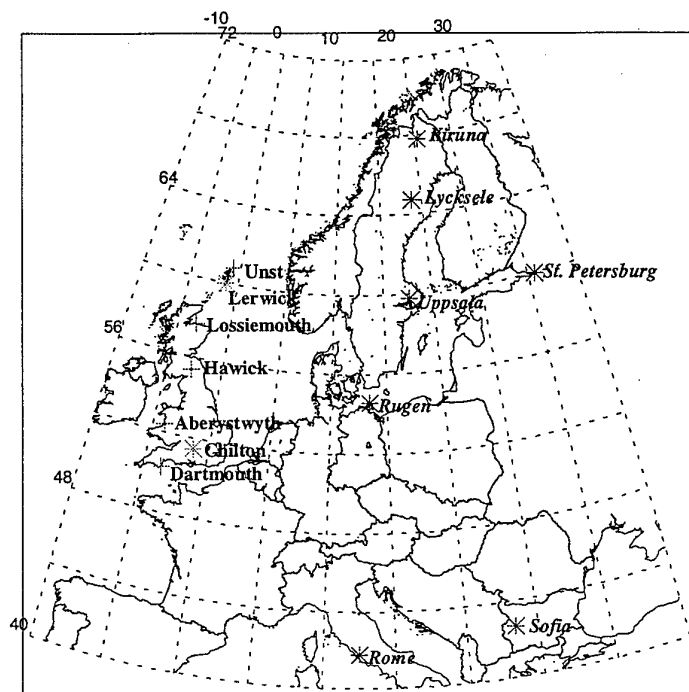 -10 0 10 20 30
72
Kiruna
64
Lycksele
Unst
St. Petersburg
Lerwick
Uppsala
Lossiemouth
56
Hawick
Rugen
Aberystwyth
Chilton
Dartmouth
48
Sofia
40
Rome